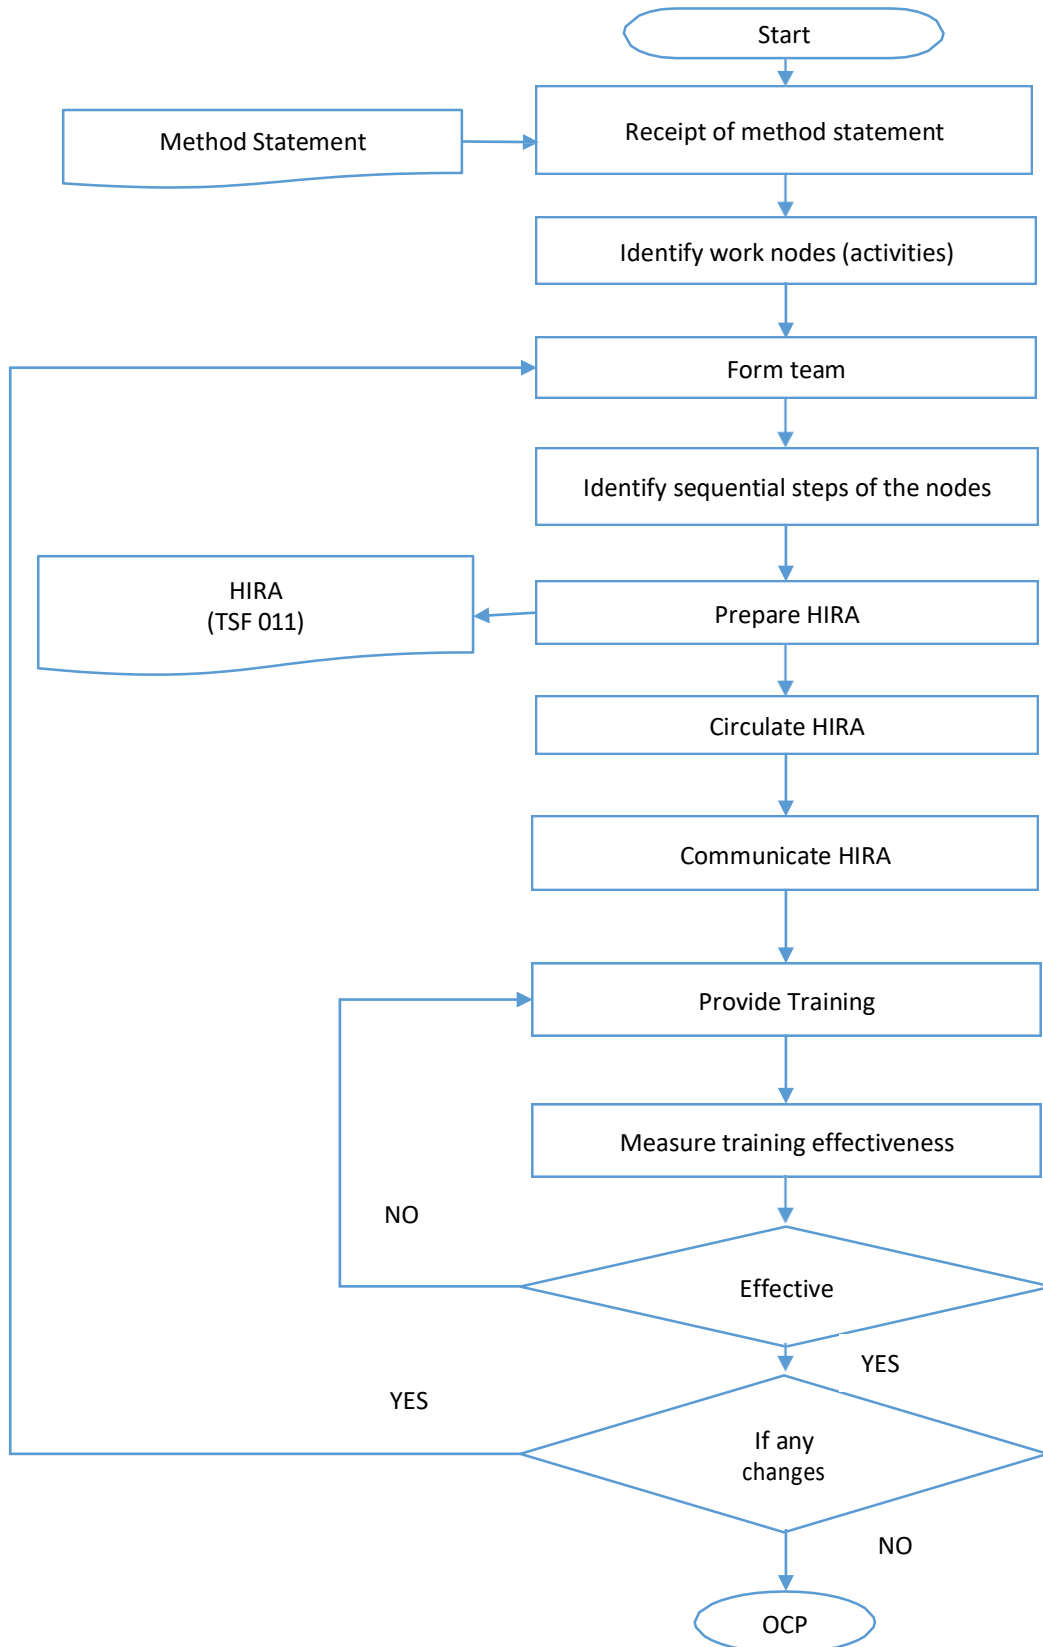 Start
Method Statement
Receipt of method statement
Identify work nodes (activities)
Form team
Identify sequential steps of the nodes
HIRA
(TSF 011)
Prepare HIRA
Circulate HIRA
Communicate HIRA
Provide Training
Measure training effectiveness
NO
Effective
YES
YES
If any
changes
NO
OCP